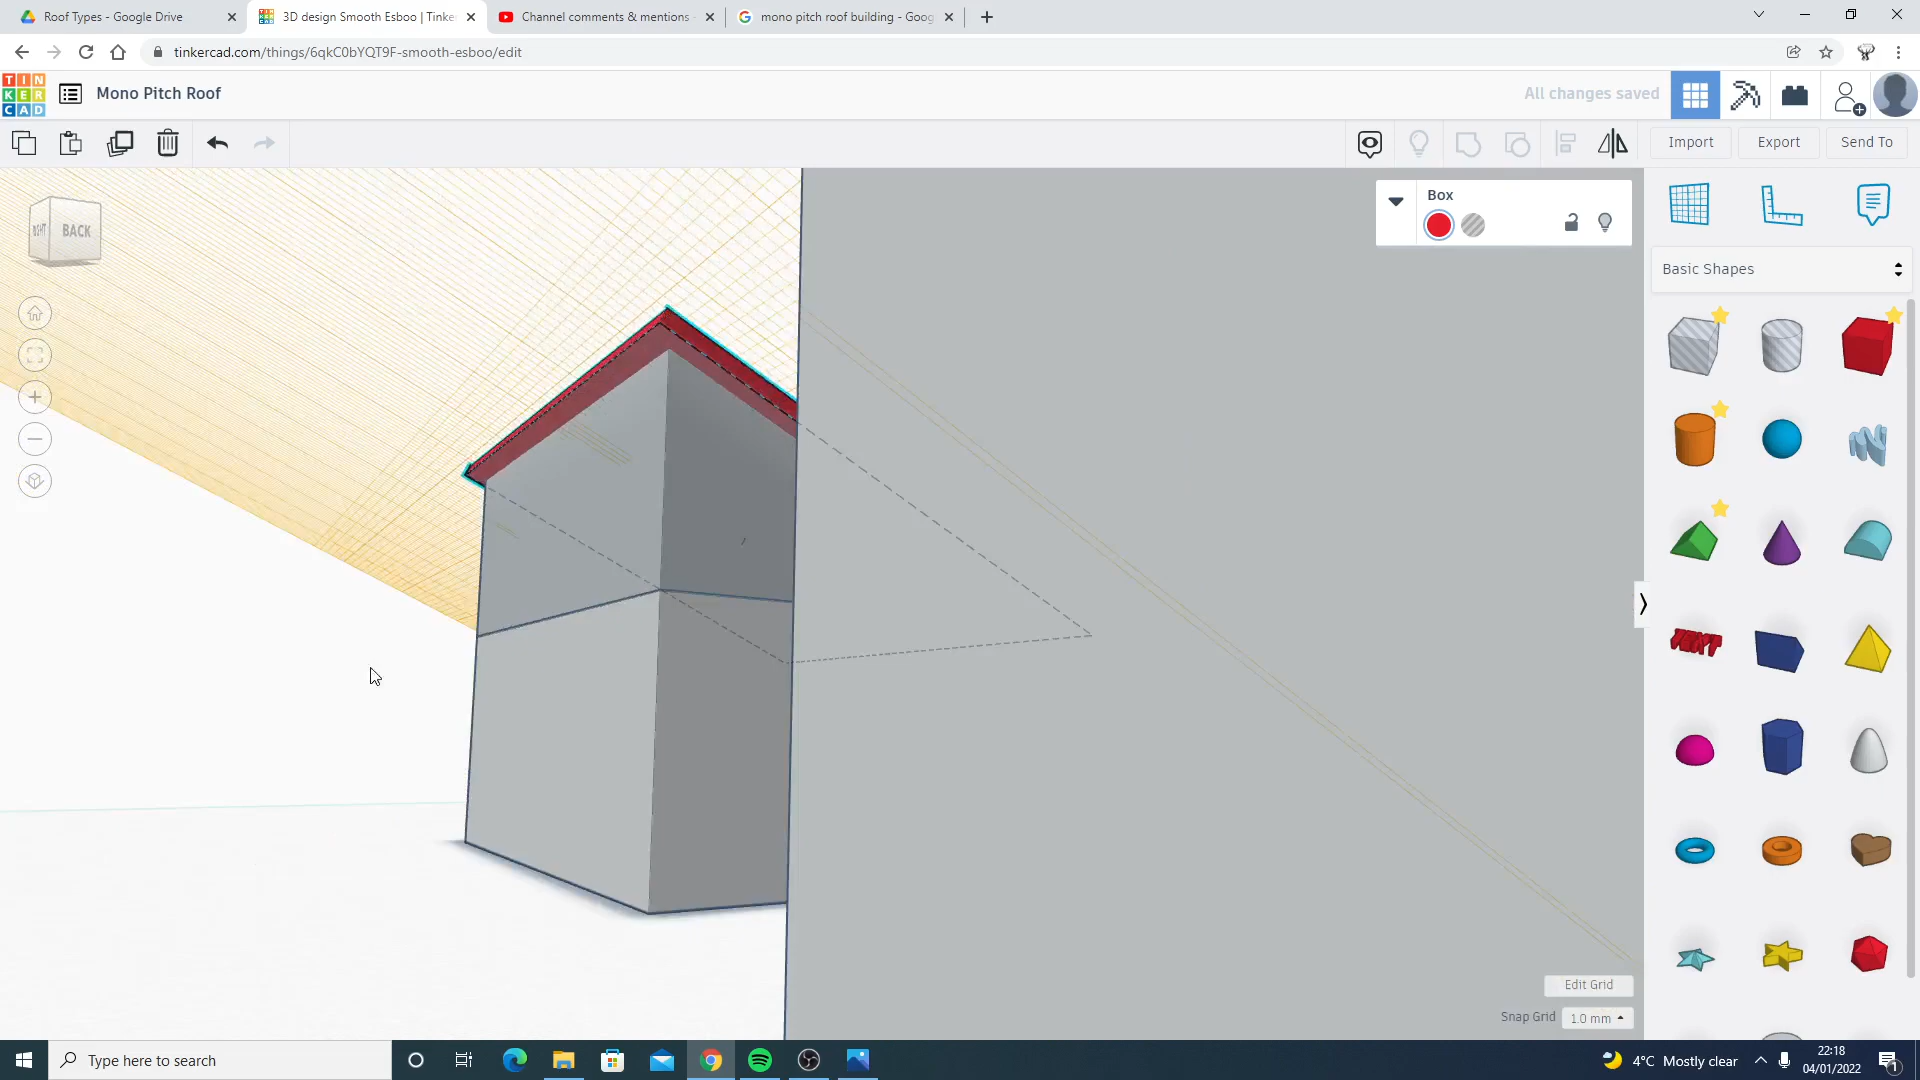 Roof Types - Google Drive
3D design Smooth Esboo | Tinke
Channel comments & mentions -
mono pitch roof building - Goog
tinkercad.com/things/6qkC0bYQT9F-smooth-esboo/edit
TIN
KER
CAD
Mono Pitch Roof
All changes saved
Import
Export
Send To
RIGHT
BACK
Box
Basic Shapes
TEXT
Edit Grid
Snap Grid
1.0 mm
Type here to search
4°C Mostly clear
22:18
04/01/2022
1